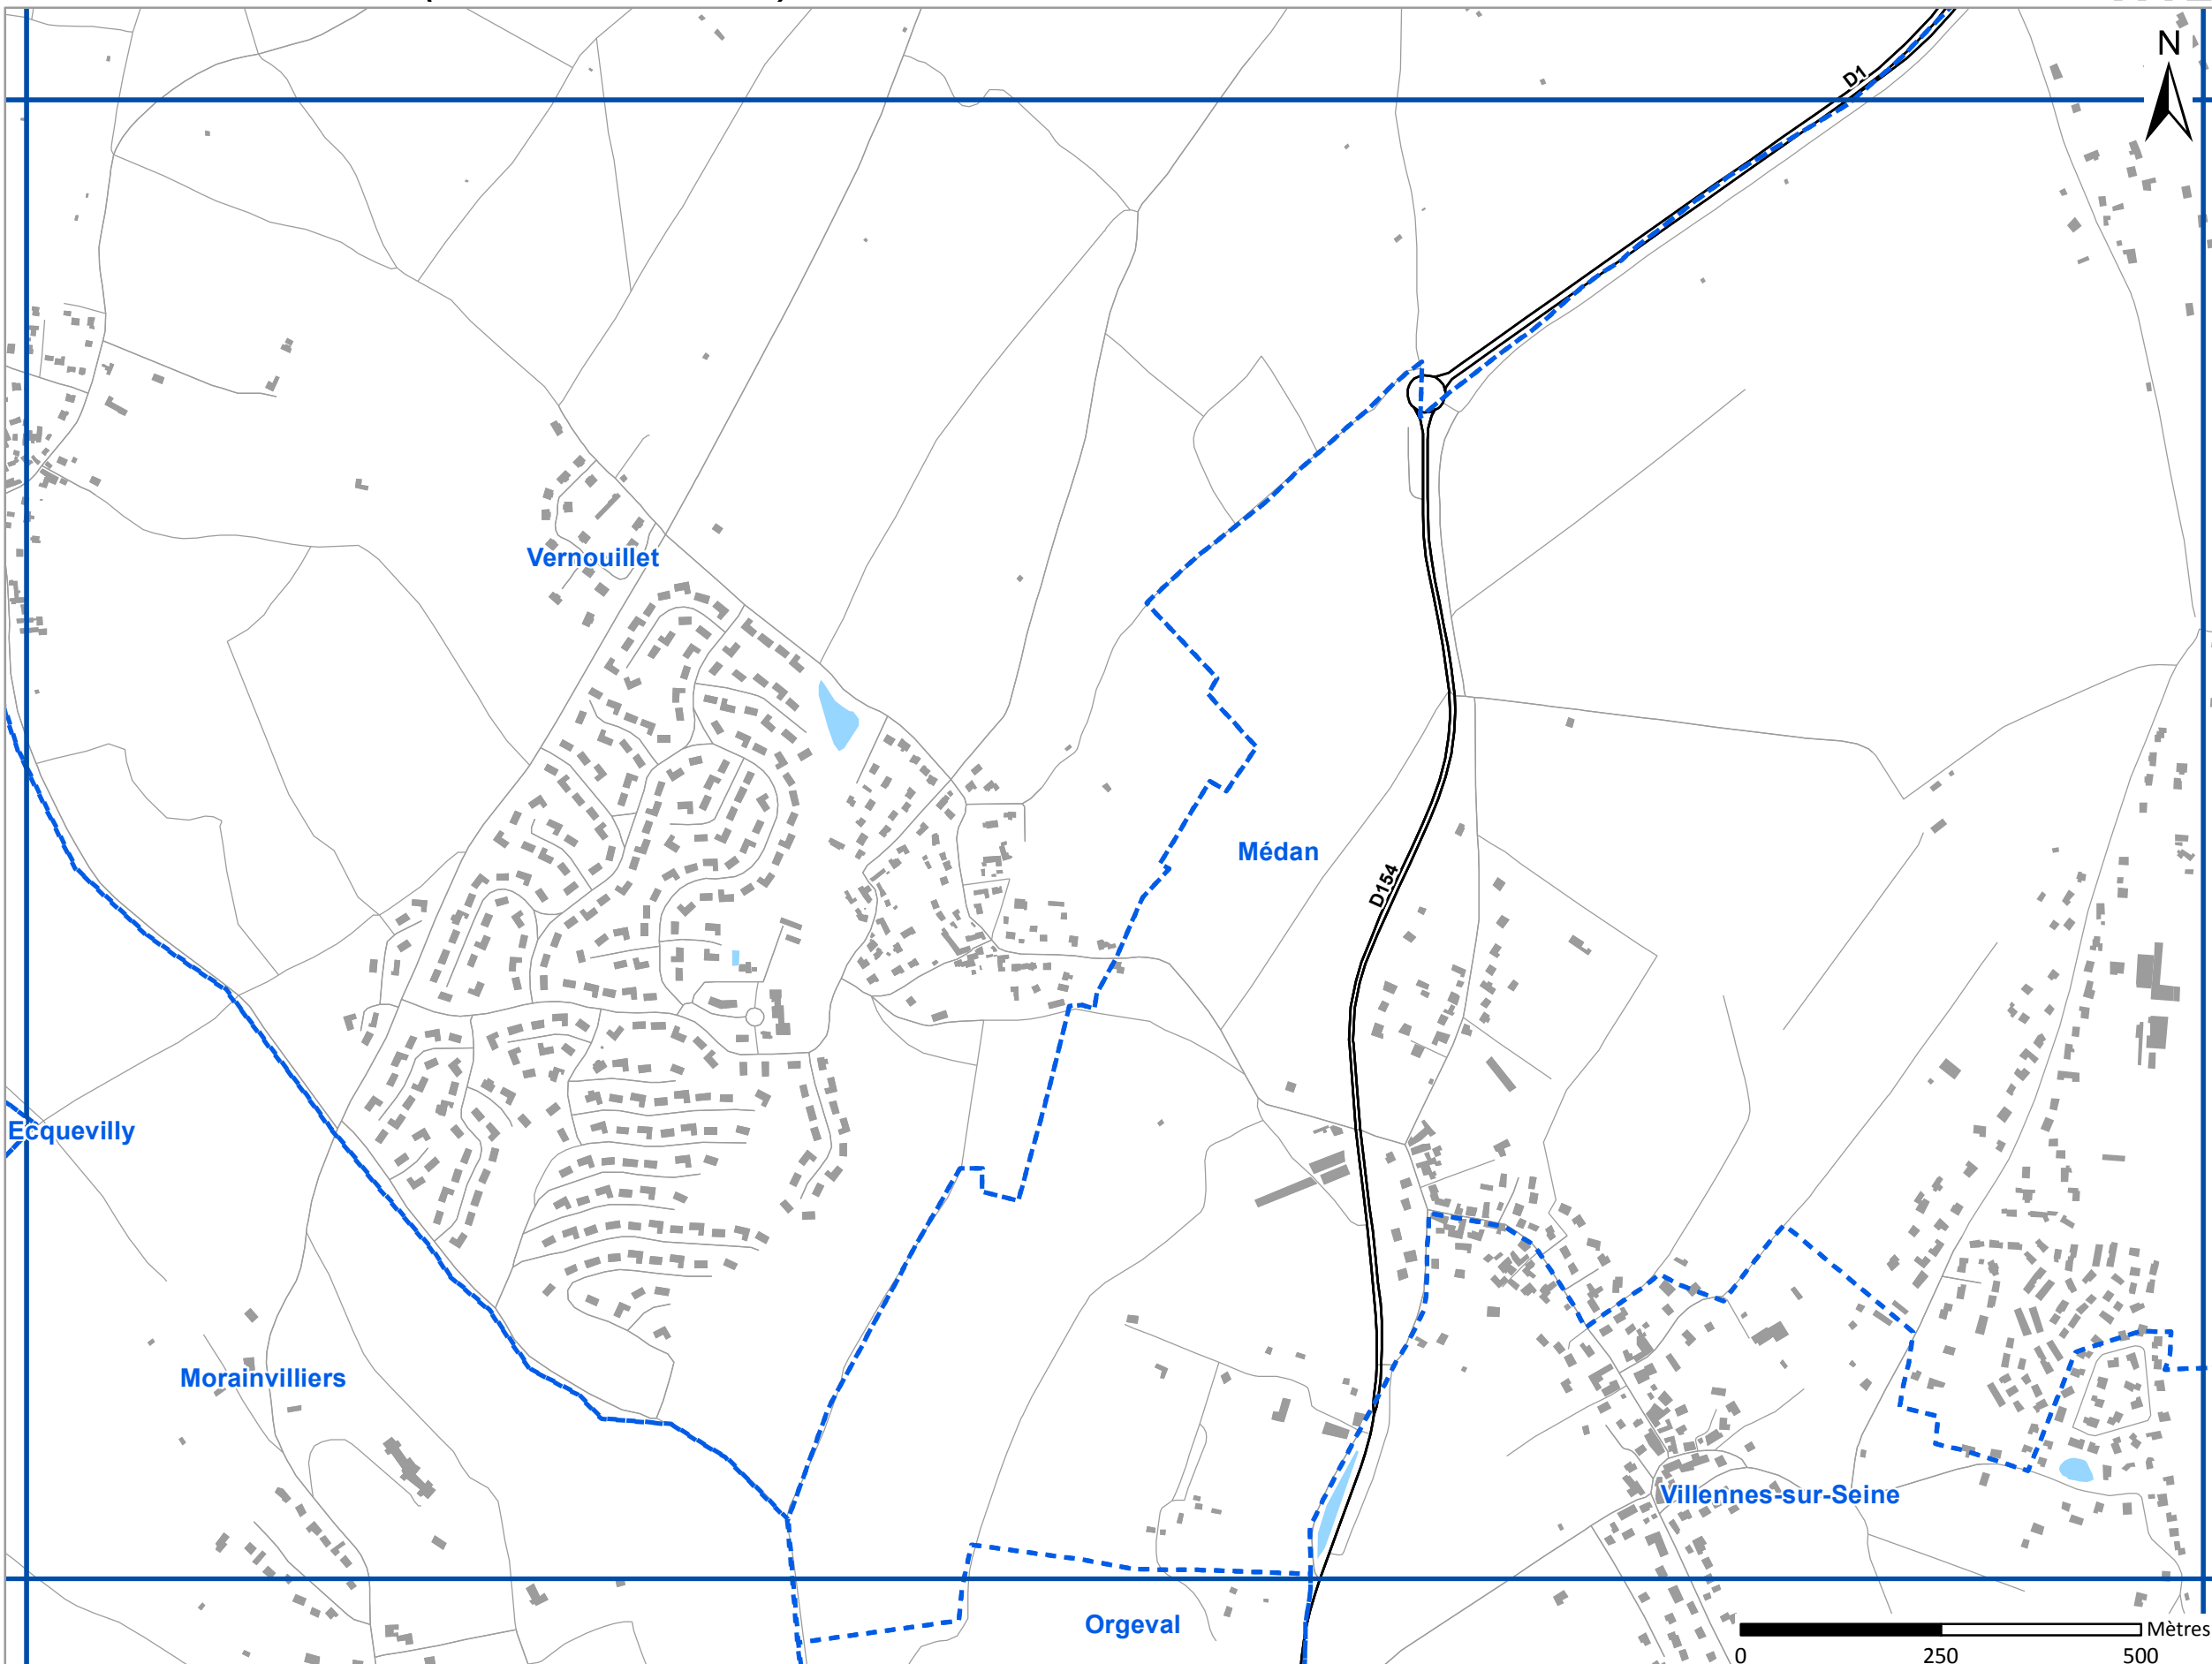 N
D1
Vernouillet
Médan
D154
Ecquevilly
Morainvilliers
Villennes-sur-Seine
Orgeval
Mètres
0 250 500